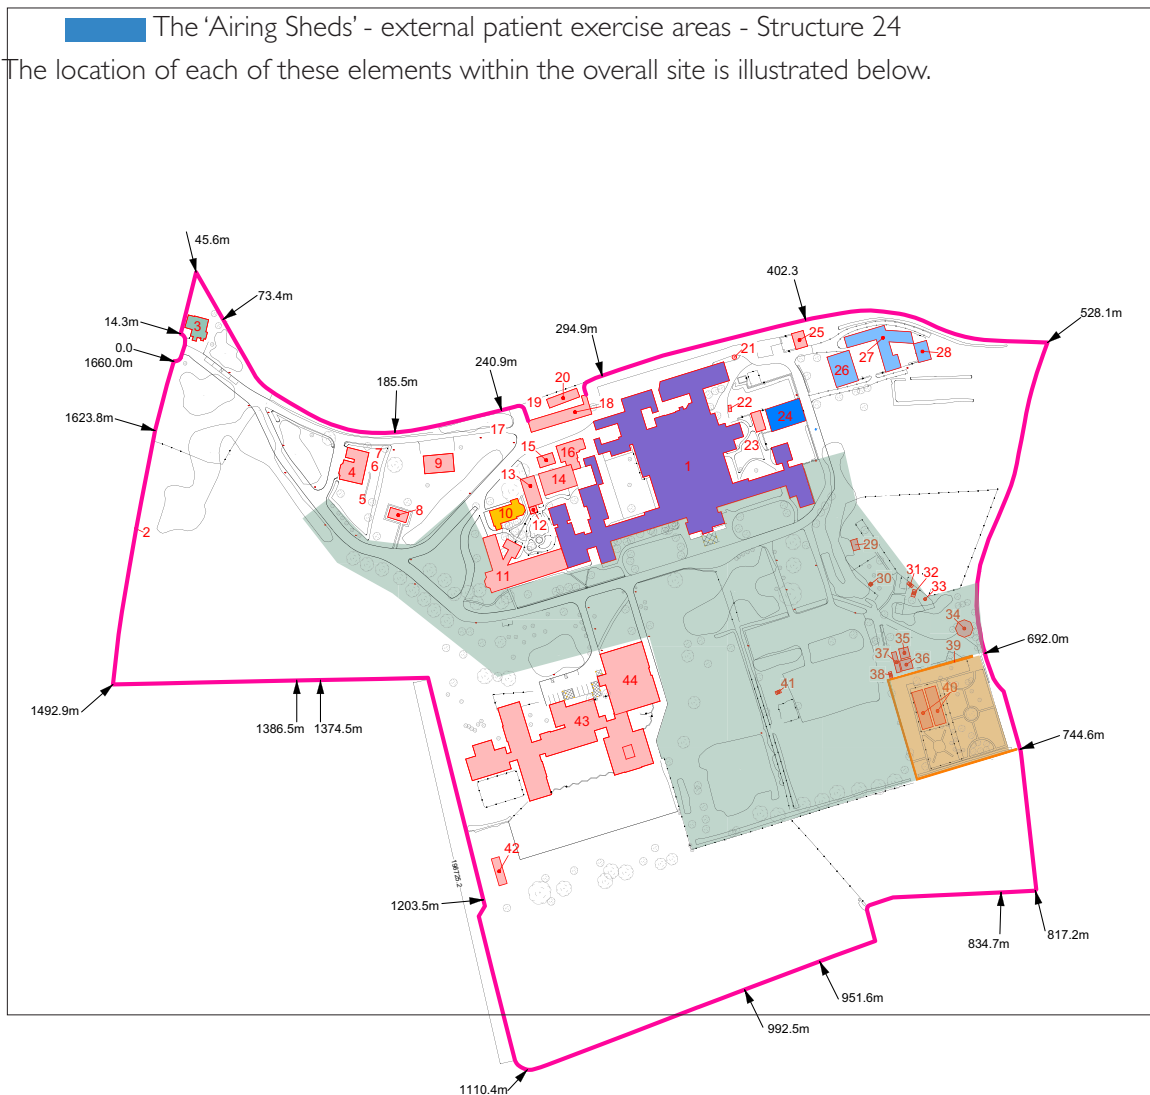 The ‘Airing Sheds’ - external patient exercise areas - Structure 24
The location of each of these elements within the overall site is illustrated below.
45.6m
402.3
73.4m
528.1m
14.3m
3
294.9m
25
0.0
21
27
28
1660.0m
240.9m
26
185.5m
20
19
18
22
24
1623.8m
17
23
15
7
16
4
6
9
1
13
14
5
8
10
12
2
29
11
30
31
32
33
34
35
692.0m
37
36
39
38
44
41
40
1492.9m
1386.5m
1374.5m
43
744.6m
42
198725.2
1203.5m
834.7m
817.2m
951.6m
992.5m
1110.4m